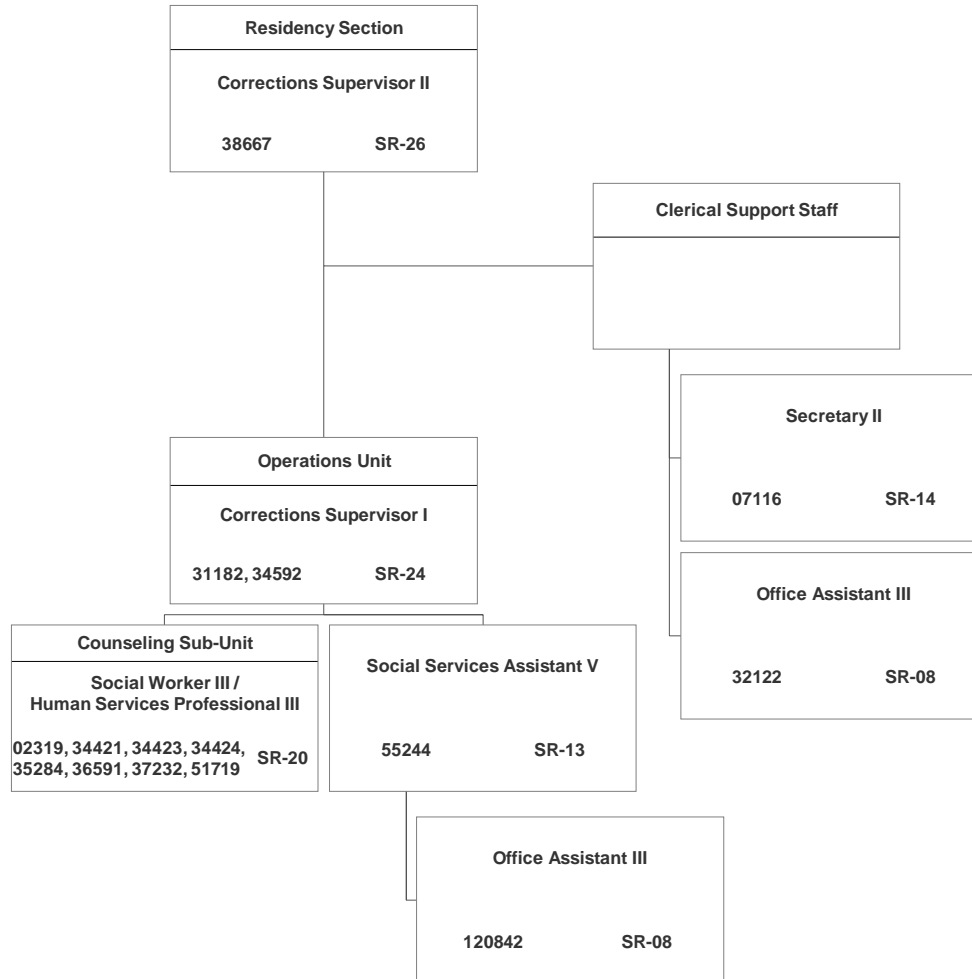 Residency Section
Corrections Supervisor II
38667 SR-26
Clerical Support Staff
Secretary II
07116 SR-14
Operations Unit
Corrections Supervisor I
31182, 34592 SR-24
Office Assistant III
32122 SR-08
Counseling Sub-Unit
Social Worker III /
Human Services Professional III
02319, 34421, 34423, 34424,
35284, 36591, 37232, 51719
SR-20
Social Services Assistant V
55244 SR-13
Office Assistant III
120842 SR-08